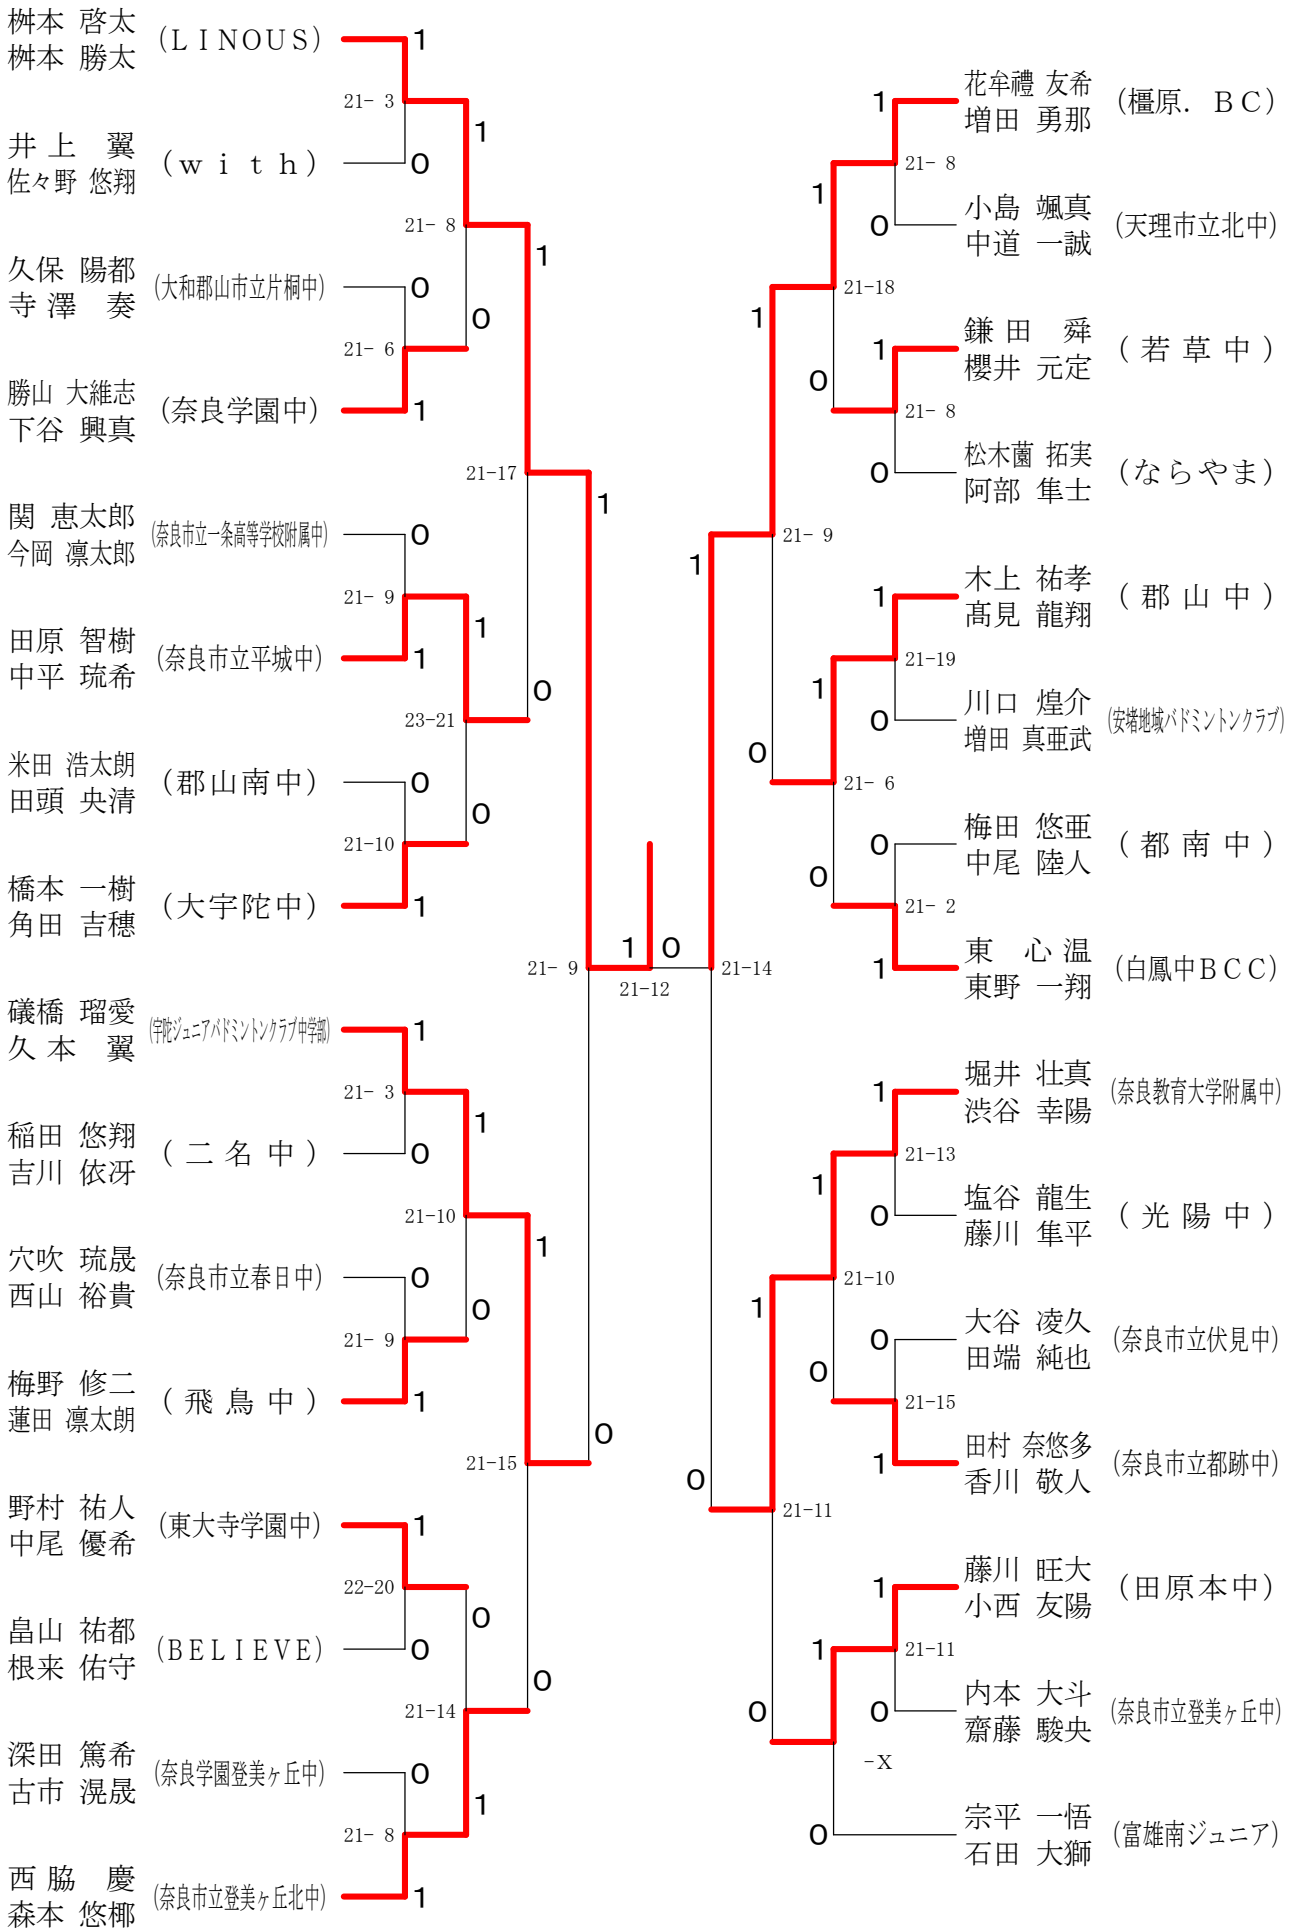 桝本 啓太
桝本 勝太
(ＬＩＮＯＵＳ)
1
21- 3
1
井上 翼
佐々野 悠翔
(ｗｉｔｈ)
0
21- 8
1
久保 陽都
寺澤 奏
(大和郡山市立片桐中)
0
0
21- 6
勝山 大維志
下谷 興真
(奈良学園中)
1
21-17
1
関 恵太郎
今岡 凛太郎
(奈良市立一条高等学校附属中)
0
21- 9
1
田原 智樹
中平 琉希
(奈良市立平城中)
1
0
23-21
米田 浩太朗
田頭 央清
(郡山南中)
0
0
21-10
橋本 一樹
角田 吉穗
(大宇陀中)
1
21- 9
1
0
21-12
礒橋 瑠愛
久本 翼
(宇陀ジュニアバドミントンクラブ中学部)
1
21- 3
1
稲田 悠翔
吉川 依冴
(二名中)
0
21-10
1
穴吹 琉晟
西山 裕貴
(奈良市立春日中)
0
0
21- 9
梅野 修二
蓮田 凛太朗
(飛鳥中)
1
0
21-15
野村 祐人
中尾 優希
(東大寺学園中)
1
22-20
0
畠山 祐都
根来 佑守
(ＢＥＬＩＥＶＥ)
0
0
21-14
深田 篤希
古市 滉晟
(奈良学園登美ヶ丘中)
0
1
21- 8
西脇 慶
森本 悠椰
(奈良市立登美ヶ丘北中)
1
花牟禮 友希
増田 勇那
(橿原．ＢＣ)
1
21- 8
1
小島 颯真
中道 一誠
(天理市立北中)
0
21-18
1
鎌田 舜
櫻井 元定
(若草中)
1
0
21- 8
松木薗 拓実
阿部 隼士
(ならやま)
0
21- 9
1
木上 祐孝
髙見 龍翔
(郡山中)
1
21-19
1
川口 煌介
増田 真亜武
(安堵地域バドミントンクラブ)
0
0
21- 6
梅田 悠亜
中尾 陸人
(都南中)
0
0
21- 2
東 心温
東野 一翔
(白鳳中ＢＣＣ)
1
21-14
堀井 壮真
渋谷 幸陽
(奈良教育大学附属中)
1
21-13
1
塩谷 龍生
藤川 隼平
(光陽中)
0
21-10
1
大谷 凌久
田端 純也
(奈良市立伏見中)
0
0
21-15
田村 奈悠多
香川 敬人
(奈良市立都跡中)
1
0
21-11
藤川 旺大
小西 友陽
(田原本中)
1
21-11
1
内本 大斗
齋藤 駿央
(奈良市立登美ヶ丘中)
0
0
-X
宗平 一悟
石田 大獅
(富雄南ジュニア)
0